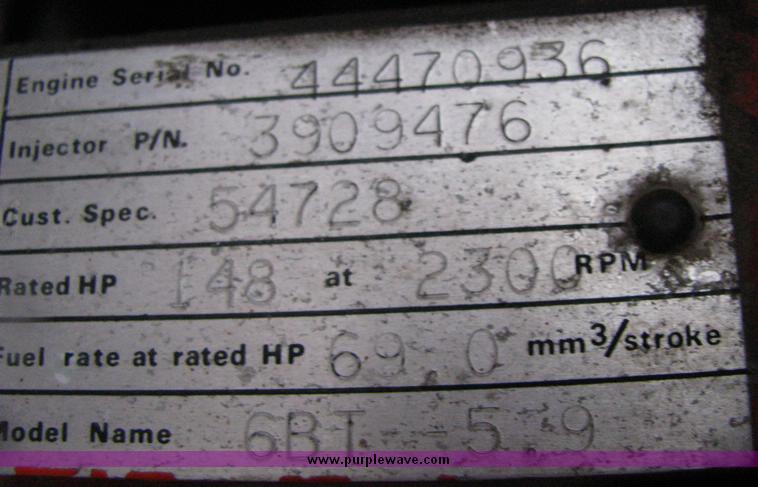 Engine Serial No. 44470936
Injector P/N. 3909476
Cust. Spec. 54728
Rated HP 148 at 2300 RPM
Fuel rate at rated HP 69.0 mm3/stroke
Model Name 6BT-5.9
www.purplewave.com